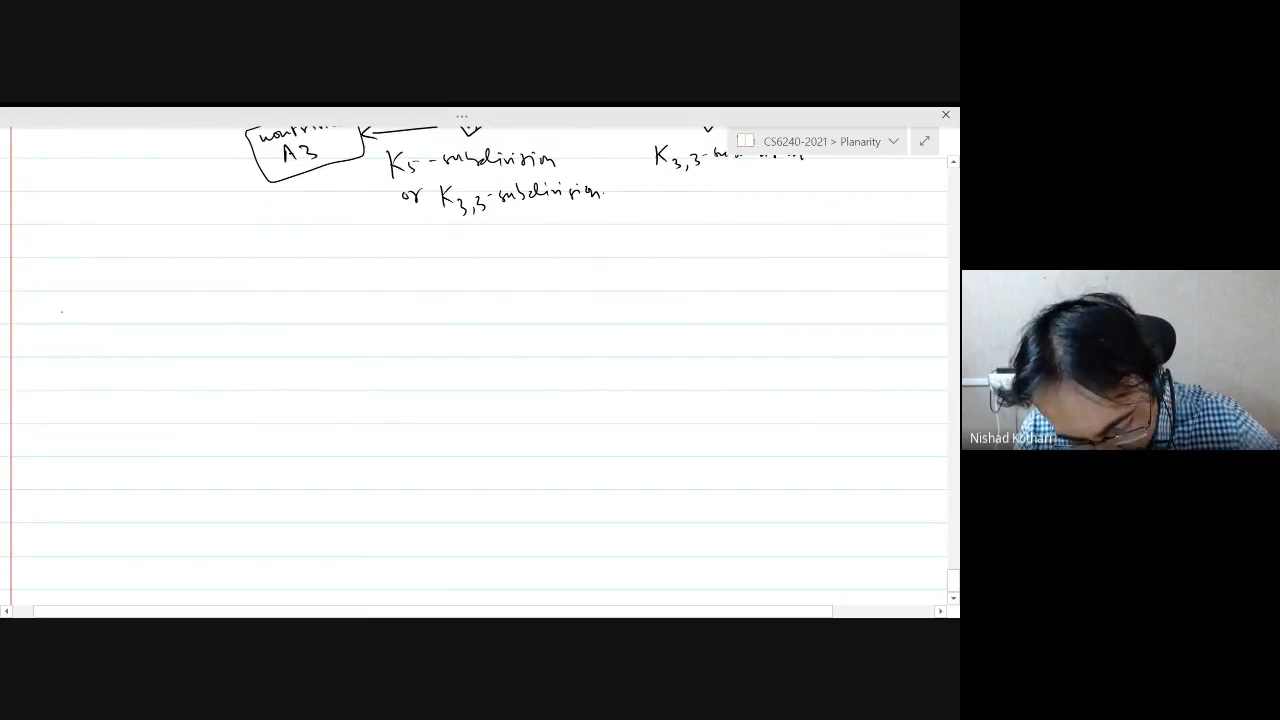 CS6240-2021 > Planarity
A3
K5-subdivision
K3,3-
or K3,3-subdivision.
Nishad Kothari